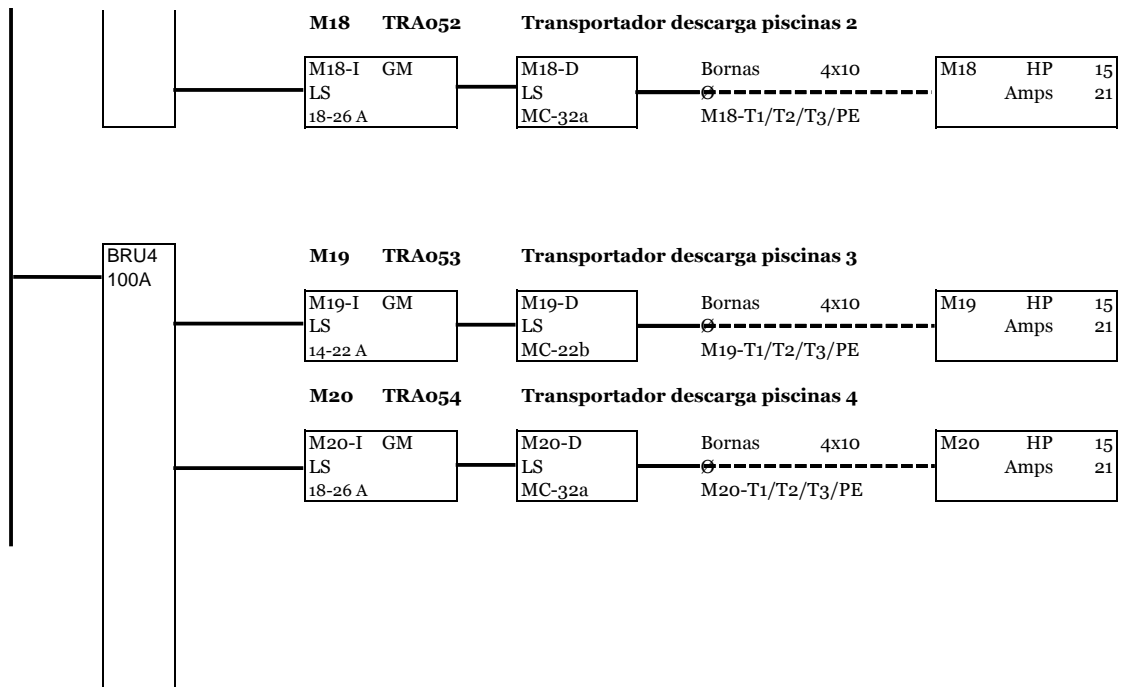 M18 TRA052 Transportador descarga piscinas 2
M18-I GM M18-D Bornas 4x10 M18 HP 15
LS LS Ø Amps 21
18-26 A MC-32a M18-T1/T2/T3/PE
BRU4 M19 TRA053 Transportador descarga piscinas 3
100A
M19-I GM M19-D Bornas 4x10 M19 HP 15
LS LS Ø Amps 21
14-22 A MC-22b M19-T1/T2/T3/PE
M20 TRA054 Transportador descarga piscinas 4
M20-I GM M20-D Bornas 4x10 M20 HP 15
LS LS Ø Amps 21
18-26 A MC-32a M20-T1/T2/T3/PE